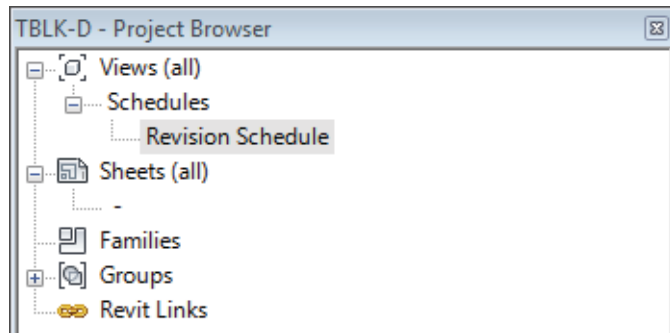 TBLK-D - Project Browser
Views (all)
Schedules
Revision Schedule
Sheets (all)
-
Families
Groups
Revit Links